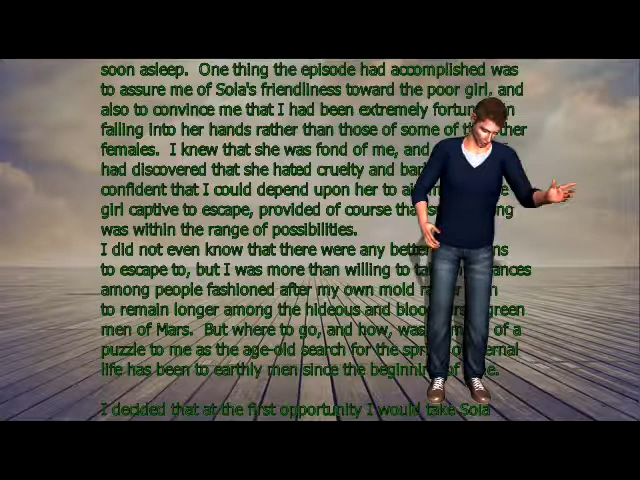 soon asleep.  One thing the episode had accomplished was
to assure me of Sola's friendliness toward the poor girl, and
also to convince me that I had been extremely
falling into her hands rather than those of some of
females.  I knew that she was fond of me, and
had discovered that she hated cruelty and
confident that I could depend upon her to
girl captive to escape, provided of course
was within the range of possibilities.
I did not even know that there were any better
to escape to, but I was more than willing to
among people fashioned after my own mold
to remain longer among the hideous and green
men of Mars.  But where to go, and how, was of a
puzzle to me as the age-old search for the
life has been to earthly men since the
I decided that at the first opportunity I would take Sola